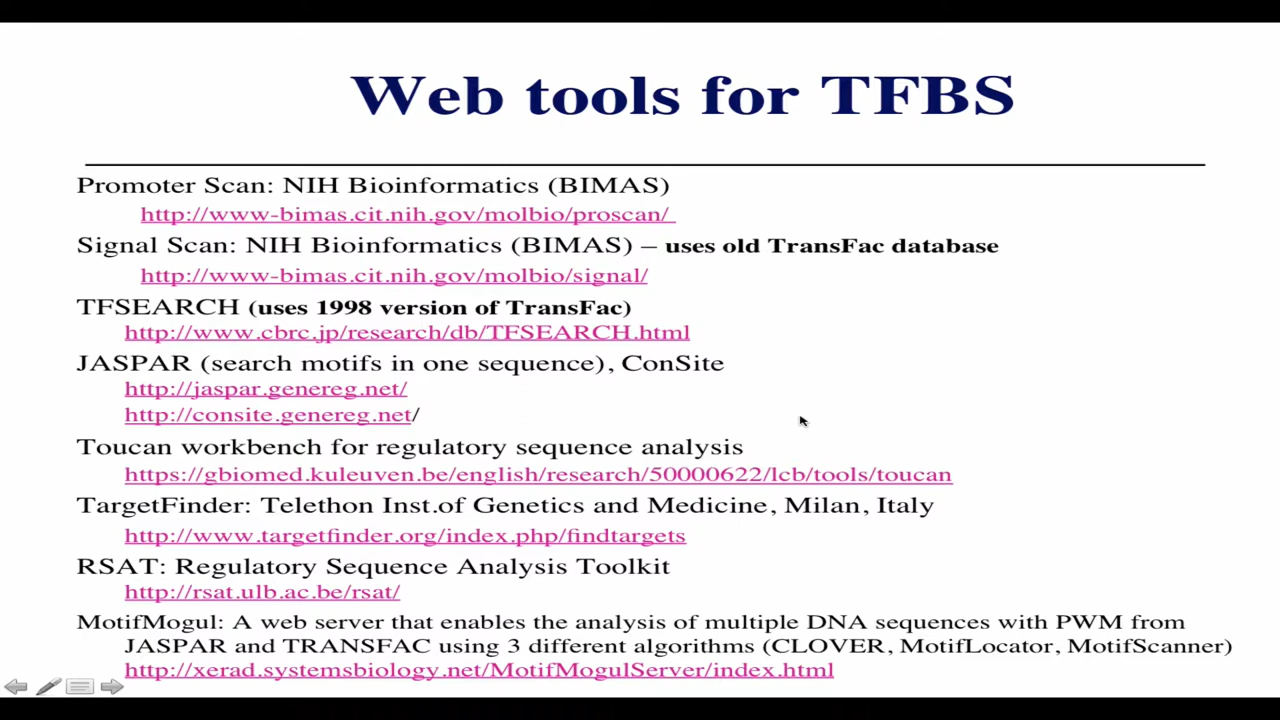 Web tools for TFBS
Promoter Scan: NIH Bioinformatics (BIMAS)
http://www-bimas.cit.nih.gov/molbio/proscan/
Signal Scan: NIH Bioinformatics (BIMAS) – uses old TransFac database
http://www-bimas.cit.nih.gov/molbio/signal/
TFSEARCH (uses 1998 version of TransFac)
http://www.cbrc.jp/research/db/TFSEARCH.html
JASPAR (search motifs in one sequence), ConSite
http://jaspar.genereg.net/
http://consite.genereg.net/
Toucan workbench for regulatory sequence analysis
https://gbiomed.kuleuven.be/english/research/50000622/lcb/tools/toucan
TargetFinder: Telethon Inst.of Genetics and Medicine, Milan, Italy
http://www.targetfinder.org/index.php/findtargets
RSAT: Regulatory Sequence Analysis Toolkit
http://rsat.ulb.ac.be/rsat/
MotifMogul: A web server that enables the analysis of multiple DNA sequences with PWM from
JASPAR and TRANSFAC using 3 different algorithms (CLOVER, MotifLocator, MotifScanner)
http://xerad.systemsbiology.net/MotifMogulServer/index.html